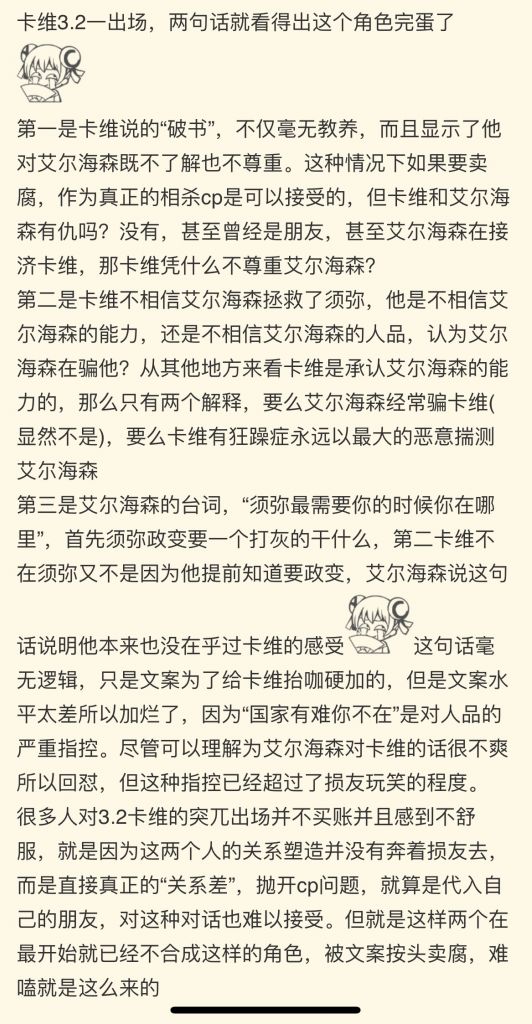 卡维3.2一出场，两句话就看得出这个角色完蛋了
第一是卡维说的“破书”，不仅毫无教养，而且显示了他
对艾尔海森既不了解也不尊重。这种情况下如果要卖
腐，作为真正的相杀cp是可以接受的，但卡维和艾尔海
森有仇吗？没有，甚至曾经是朋友，甚至艾尔海森在接
济卡维，那卡维凭什么不尊重艾尔海森？
第二是卡维不相信艾尔海森拯救了须弥，他是不相信艾
尔海森的能力，还是不相信艾尔海森的人品，认为艾尔
海森在骗他？从其他地方来看卡维是承认艾尔海森的能
力的，那么只有两个解释，要么艾尔海森经常骗卡维(
显然不是)，要么卡维有狂躁症永远以最大的恶意揣测
艾尔海森
第三是艾尔海森的台词，“须弥最需要你的时候你在哪
里”，首先须弥政变要一个打灰的干什么，第二卡维不
在须弥又不是因为他提前知道要政变，艾尔海森说这句
话说明他本来也没在乎过卡维的感受 这句话毫
无逻辑，只是文案为了给卡维抬咖硬加的，但是文案水
平太差所以加烂了，因为“国家有难你不在”是对人品的
严重指控。尽管可以理解为艾尔海森对卡维的话很不爽
所以回怼，但这种指控已经超过了损友玩笑的程度。
很多人对3.2卡维的突兀出场并不买账并且感到不舒
服，就是因为这两个人的关系塑造并没有奔着损友去，
而是直接真正的“关系差”，抛开cp问题，就算是代入自
己的朋友，对这种对话也难以接受。但就是这样两个在
最开始就已经不合成这样的角色，被文案按头卖腐，难
嗑就是这么来的